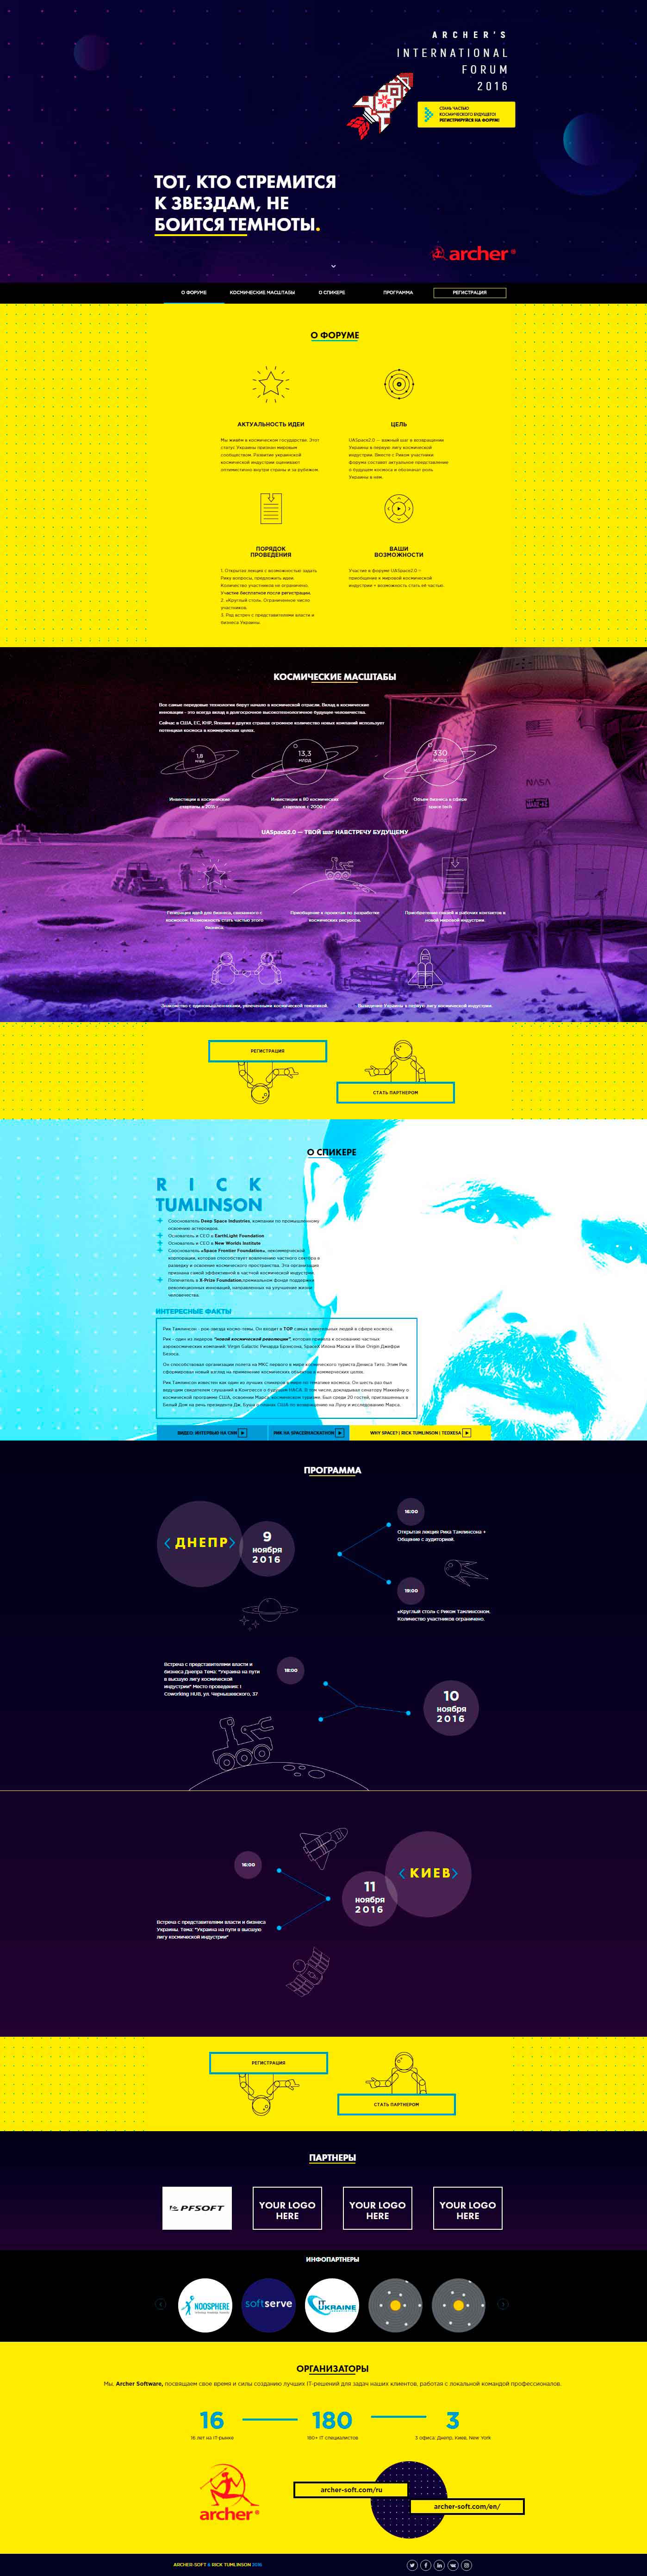 ARCHER'S
INTERNATIONAL
FORUM
2016
СТАНЬ ЧАСТЬЮ
КОСМИЧЕСКОГО БУДУЩЕГО!
РЕГИСТРИРУЙСЯ НА ФОРУМ!
ТОТ, КТО СТРЕМИТСЯ
К ЗВЕЗДАМ, НЕ
БОИТСЯ ТЕМНОТЫ.
archer
О ФОРУМЕ
КОСМИЧЕСКИЕ МАСШТАБЫ
О СПИКЕРЕ
ПРОГРАММА
РЕГИСТРАЦИЯ
О ФОРУМЕ
АКТУАЛЬНОСТЬ ИДЕИ
Мы живём в космическом государстве. Этот
статус Украины признан мировым
сообществом. Развитие украинской
космической индустрии оценивают
оптимистично внутри страны и за рубежом.
ЦЕЛЬ
UASpace2.0 — важный шаг в возвращении
Украины в первую лигу космической
индустрии. Вместе с Риком участники
форума составят актуальное представление
о будущем космоса и осознают роль
Украины в нём.
ПОРЯДОК
ПРОВЕДЕНИЯ
1. Открытая лекция с возможностью задать
Рику вопросы, предложить идеи.
Количество участников не ограничено.
Участие бесплатное после регистрации.
2. «Круглый стол». Ограниченное число
участников.
3. Ряд встреч с представителями власти и
бизнеса Украины.
ВАШИ
ВОЗМОЖНОСТИ
Участие в форуме UASpace2.0 =
приобщение к мировой космической
индустрии + возможность стать её частью.
КОСМИЧЕСКИЕ МАСШТАБЫ
Все самые передовые технологии берут начало в космической отрасли. Вклад в космические
инновации - это всегда вклад в долгосрочное высокотехнологичное будущее человечества.
Сейчас в США, ЕС, КНР, Японии и других странах огромное количество новых компаний использует
потенциал космоса в коммерческих целях.
1,8
млрд
13,3
млрд
330
млрд
NASA
Инвестиции в космические
стартапы в 2015 г.
Инвестиции в 80 космических
стартапов с 2000 г.
Объем бизнеса в сфере
space tech.
UASpace2.0 — ТВОЙ шаг НАВСТРЕЧУ БУДУЩЕМУ
Генерация идей для бизнеса, связанного с
космосом. Возможность стать частью этого
бизнеса.
Приобщение к проектам по разработке
космических ресурсов.
Приобретение связей и рабочих контактов в
новой мировой индустрии.
Знакомство с единомышленниками, увлеченными космической тематикой.
Возведение Украины в первую лигу космической индустрии.
РЕГИСТРАЦИЯ
СТАТЬ ПАРТНЕРОМ
О СПИКЕРЕ
RICK
TUMLINSON
Сооснователь Deep Space Industries, компании по промышленному
освоению астероидов.
Основатель и CEO в EarthLight Foundation
Основатель и CEO в New Worlds Institute
Сооснователь «Space Frontier Foundation», некоммерческой
корпорации, которая способствует вовлечению частного сектора в
разведку и освоение космического пространства. Эта организация
признана самой эффективной в частной космической индустрии
Попечитель в X-Prize Foundation, премиальном фонде поддержки
революционных инноваций, направленных на улучшение жизни
человечества.
ИНТЕРЕСНЫЕ ФАКТЫ
Рик Тамлинсон - рок-звезда космо-темы. Он входит в TOP самых влиятельных людей в сфере космоса.
Рик - один из лидеров "новой космической революции", которая привела к основанию частных
аэрокосмических компаний: Virgin Galactic Ричарда Брэнсона, SpaceX Илона Маска и Blue Origin Джеффри
Безоса.
Он способствовал организации полета на МКС первого в мире космического туриста Дениса Тито. Этим Рик
сформировал новый взгляд на применение космических объектов в коммерческих целях.
Рик Тамлинсон известен как один из лучших спикеров в мире по тематике космоса. Он шесть раз был
ведущим свидетелем слушаний в Конгрессе о будущем НАСА. В том числе, докладывал сенатору Маккейну о
космической программе США, освоении Марса, космическом туризме. Был среди 20 гостей, приглашенных в
Белый Дом на речь президента Дж. Буша о планах США по возвращению на Луну и исследованию Марса.
ВИДЕО: ИНТЕРВЬЮ НА CNN
РИК НА SPACEHACKATHON
WHY SPACE? | RICK TUMLINSON | TEDXESA
ПРОГРАММА
ДНЕПР
9
ноября
2016
16:00
Открытая лекция Рика Тамлинсона +
Общение с аудиторией.
19:00
«Круглый стол» с Риком Тамлинсоном.
Количество участников ограничено.
Встреча с представителями власти и
бизнеса Днепра Тема: "Украина на пути
в высшую лигу космической
индустрии" Место проведения: I
Coworking HUB, ул. Чернышевского, 37
18:00
10
ноября
2016
16:00
11
ноября
2016
КИЕВ
Встреча с представителями власти и бизнеса
Украины. Тема: "Украина на пути в высшую
лигу космической индустрии"
РЕГИСТРАЦИЯ
СТАТЬ ПАРТНЕРОМ
ПАРТНЕРЫ
PFSOFT
YOUR LOGO
HERE
YOUR LOGO
HERE
YOUR LOGO
HERE
ИНФОПАРТНЕРЫ
NOOSPHERE
softserve
IT
UKRAINE
ОРГАНИЗАТОРЫ
Мы, Archer Software, посвящаем свое время и силы созданию лучших IT-решений для задач наших клиентов, работая с локальной командой профессионалов.
16
180
3
16 лет на IT-рынке
180+ IT специалистов
3 офиса: Днепр, Киев, New York
archer
archer-soft.com/ru
archer-soft.com/en/
ARCHER-SOFT & RICK TUMLINSON 2016